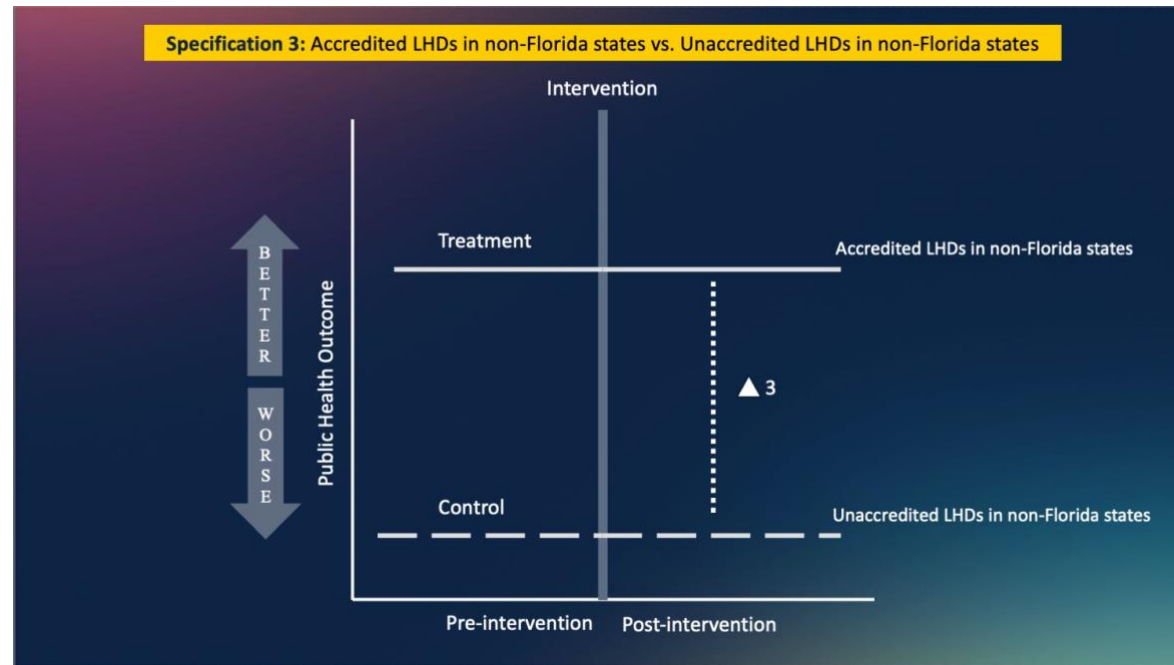 Specification 3: Accredited LHDs in non-Florida states vs. Unaccredited LHDs in non-Florida states
Intervention
BETTER
WORSE
Public Health Outcome
Treatment
Accredited LHDs in non-Florida states
▲ 3
Control
Unaccredited LHDs in non-Florida states
Pre-intervention
Post-intervention